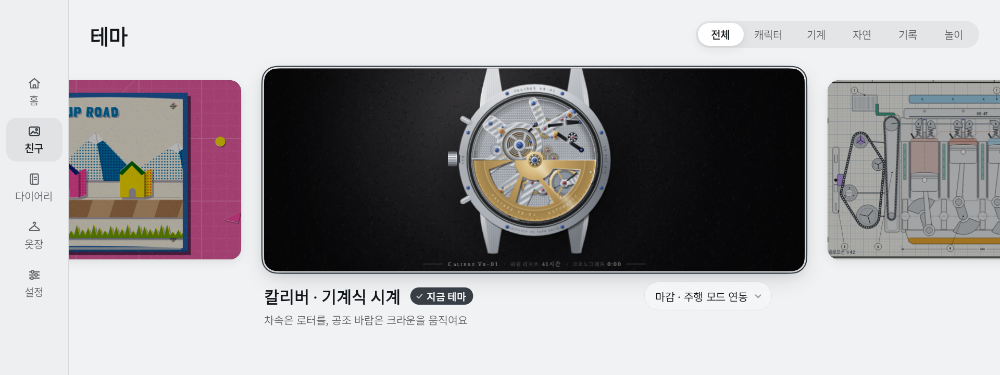 테마
전체
캐릭터
기계
자연
기록
놀이
홈
친구
다이어리
옷장
설정
UP ROAD
칼리버 · 기계식 시계
지금 테마
마감 · 주행 모드 연동
차속은 로터를, 공조 바람은 크라운을 움직여요